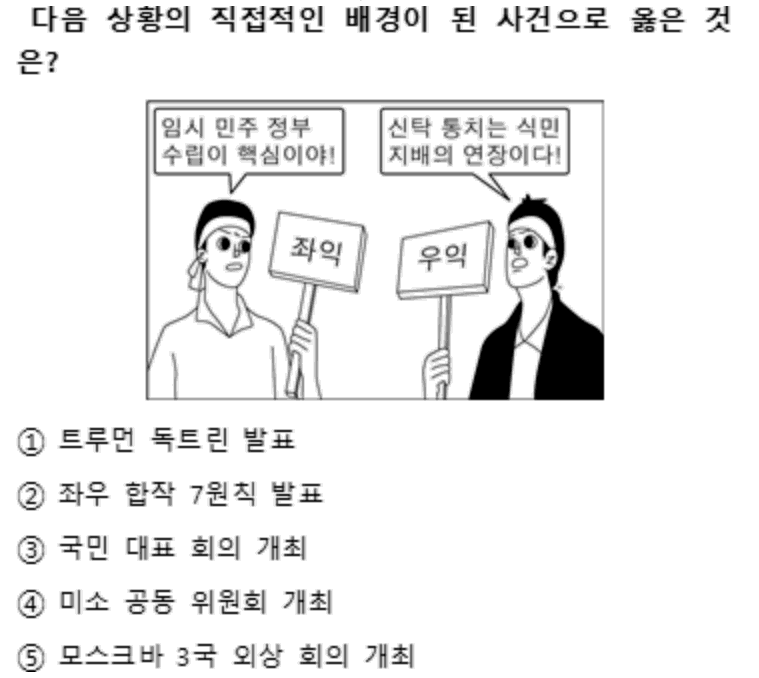 다음 상황의 직접적인 배경이 된 사건으로 옳은 것
은?
임시 민주 정부
수립이 핵심이야!
신탁 통치는 식민
지배의 연장이다!
좌익
우익
① 트루먼 독트린 발표
② 좌우 합작 7원칙 발표
③ 국민 대표 회의 개최
④ 미소 공동 위원회 개최
⑤ 모스크바 3국 외상 회의 개최